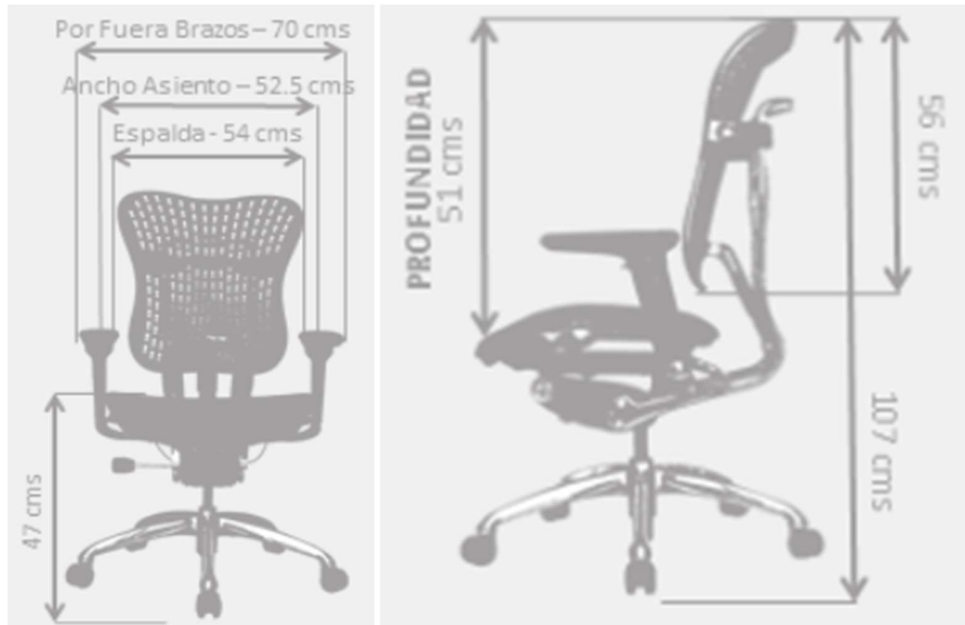 Por Fuera Brazos – 70 cms
Ancho Asiento – 52.5 cms
Espalda - 54 cms
47 cms
PROFUNDIDAD
51 cms
56 cms
107 cms